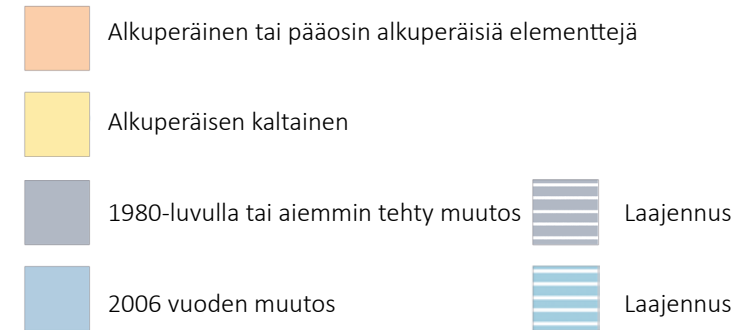 Alkuperäinen tai pääosin alkuperäisiä elementtejä
Alkuperäisen kaltainen
1980-luvulla tai aiemmin tehty muutos Laajennus
2006 vuoden muutos Laajennus